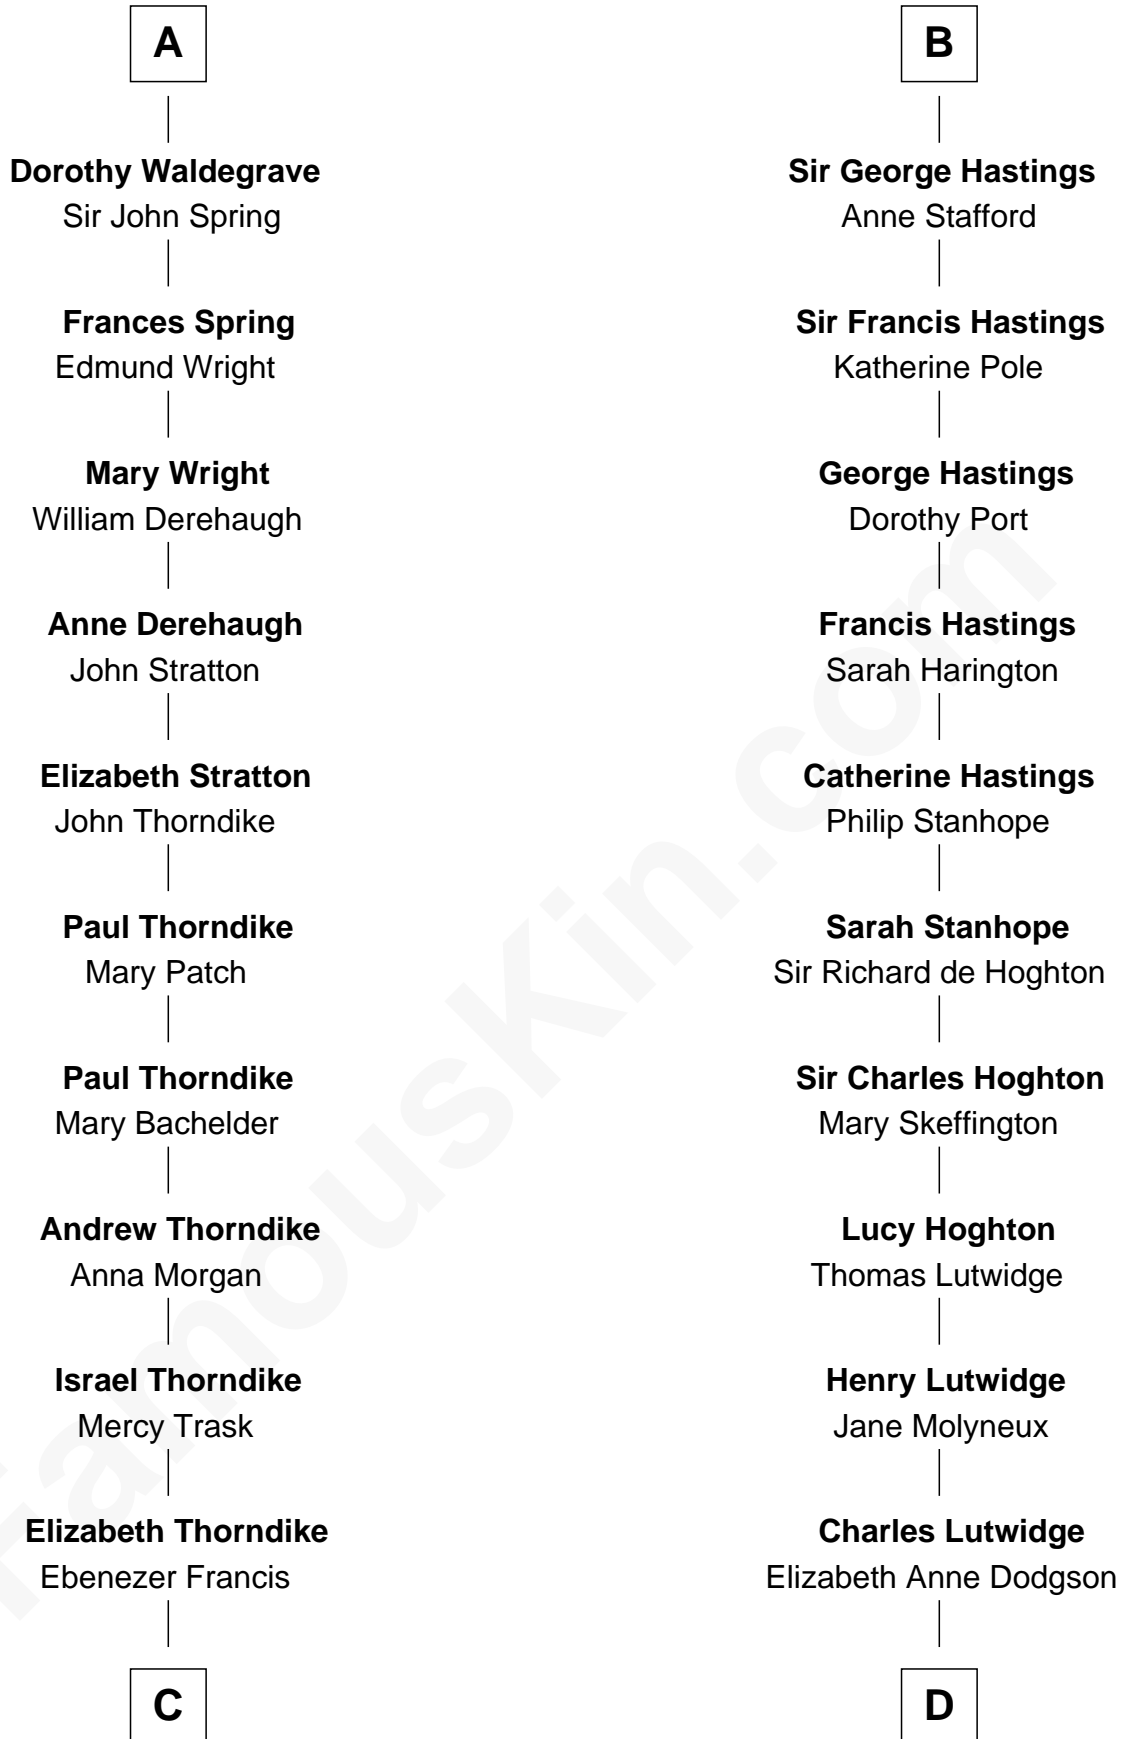 A
Dorothy Waldegrave
Sir John Spring
Frances Spring
Edmund Wright
Mary Wright
William Derehaugh
Anne Derehaugh
John Stratton
Elizabeth Stratton
John Thorndike
Paul Thorndike
Mary Patch
Paul Thorndike
Mary Bachelder
Andrew Thorndike
Anna Morgan
Israel Thorndike
Mercy Trask
Elizabeth Thorndike
Ebenezer Francis
C
B
Sir George Hastings
Anne Stafford
Sir Francis Hastings
Katherine Pole
George Hastings
Dorothy Port
Francis Hastings
Sarah Harington
Catherine Hastings
Philip Stanhope
Sarah Stanhope
Sir Richard de Hoghton
Sir Charles Hoghton
Mary Skeffington
Lucy Hoghton
Thomas Lutwidge
Henry Lutwidge
Jane Molyneux
Charles Lutwidge
Elizabeth Anne Dodgson
D
FamousKin.com